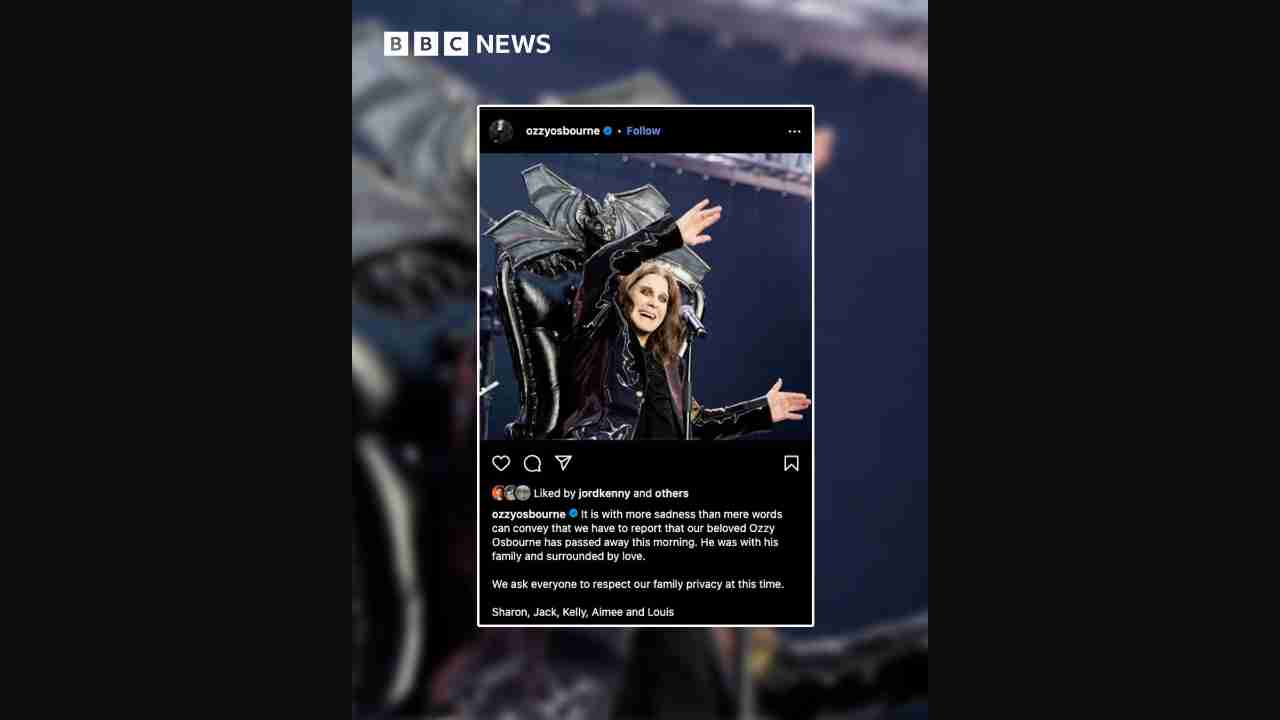 BBC NEWS
ozzyosbourne • Follow
Liked by jordkenny and others
ozzyosbourne It is with more sadness than mere words
can convey that we have to report that our beloved Ozzy
Osbourne has passed away this morning. He was with his
family and surrounded by love.
We ask everyone to respect our family privacy at this time.
Sharon, Jack, Kelly, Aimee and Louis